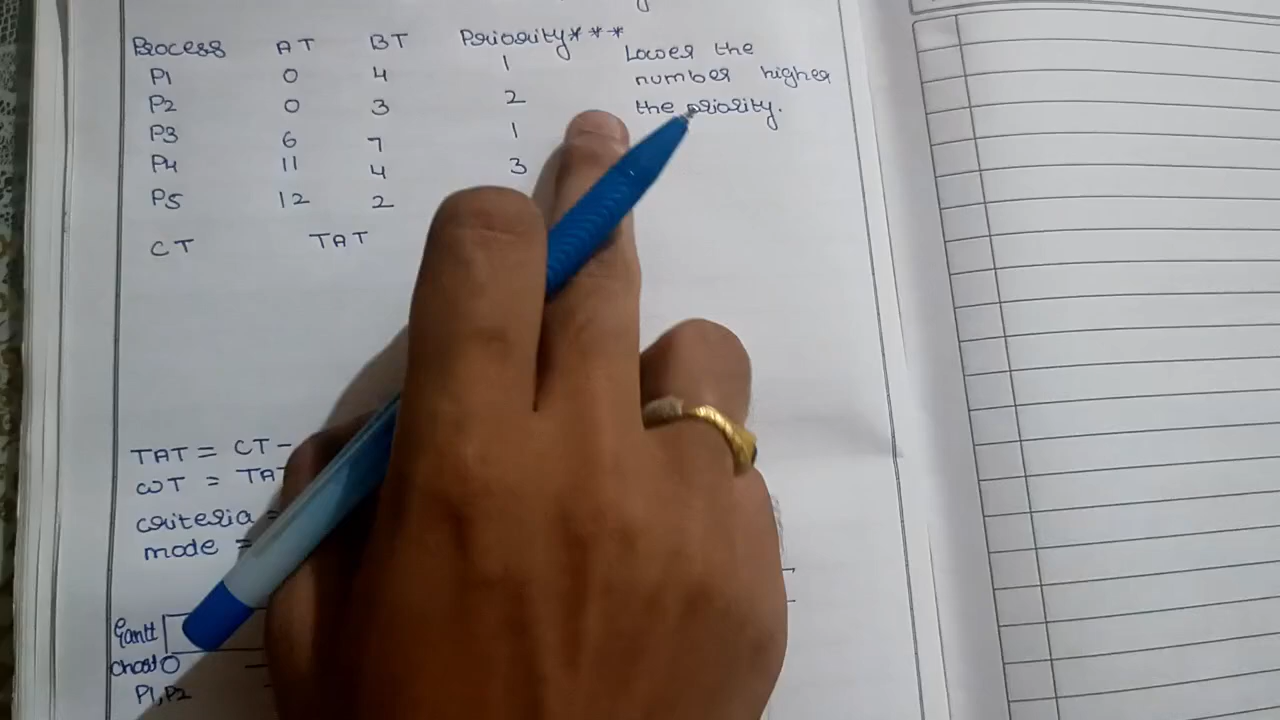 Process AT BT Priority***
P1 0 4 1
P2 0 3 2
P3 6 7 1
P4 11 4 3
P5 12 2
Lower the
number higher
the priority.
CT TAT
TAT = CT -
WT = TAT
criteria =
mode =
Gantt
chart 0
P1, P2